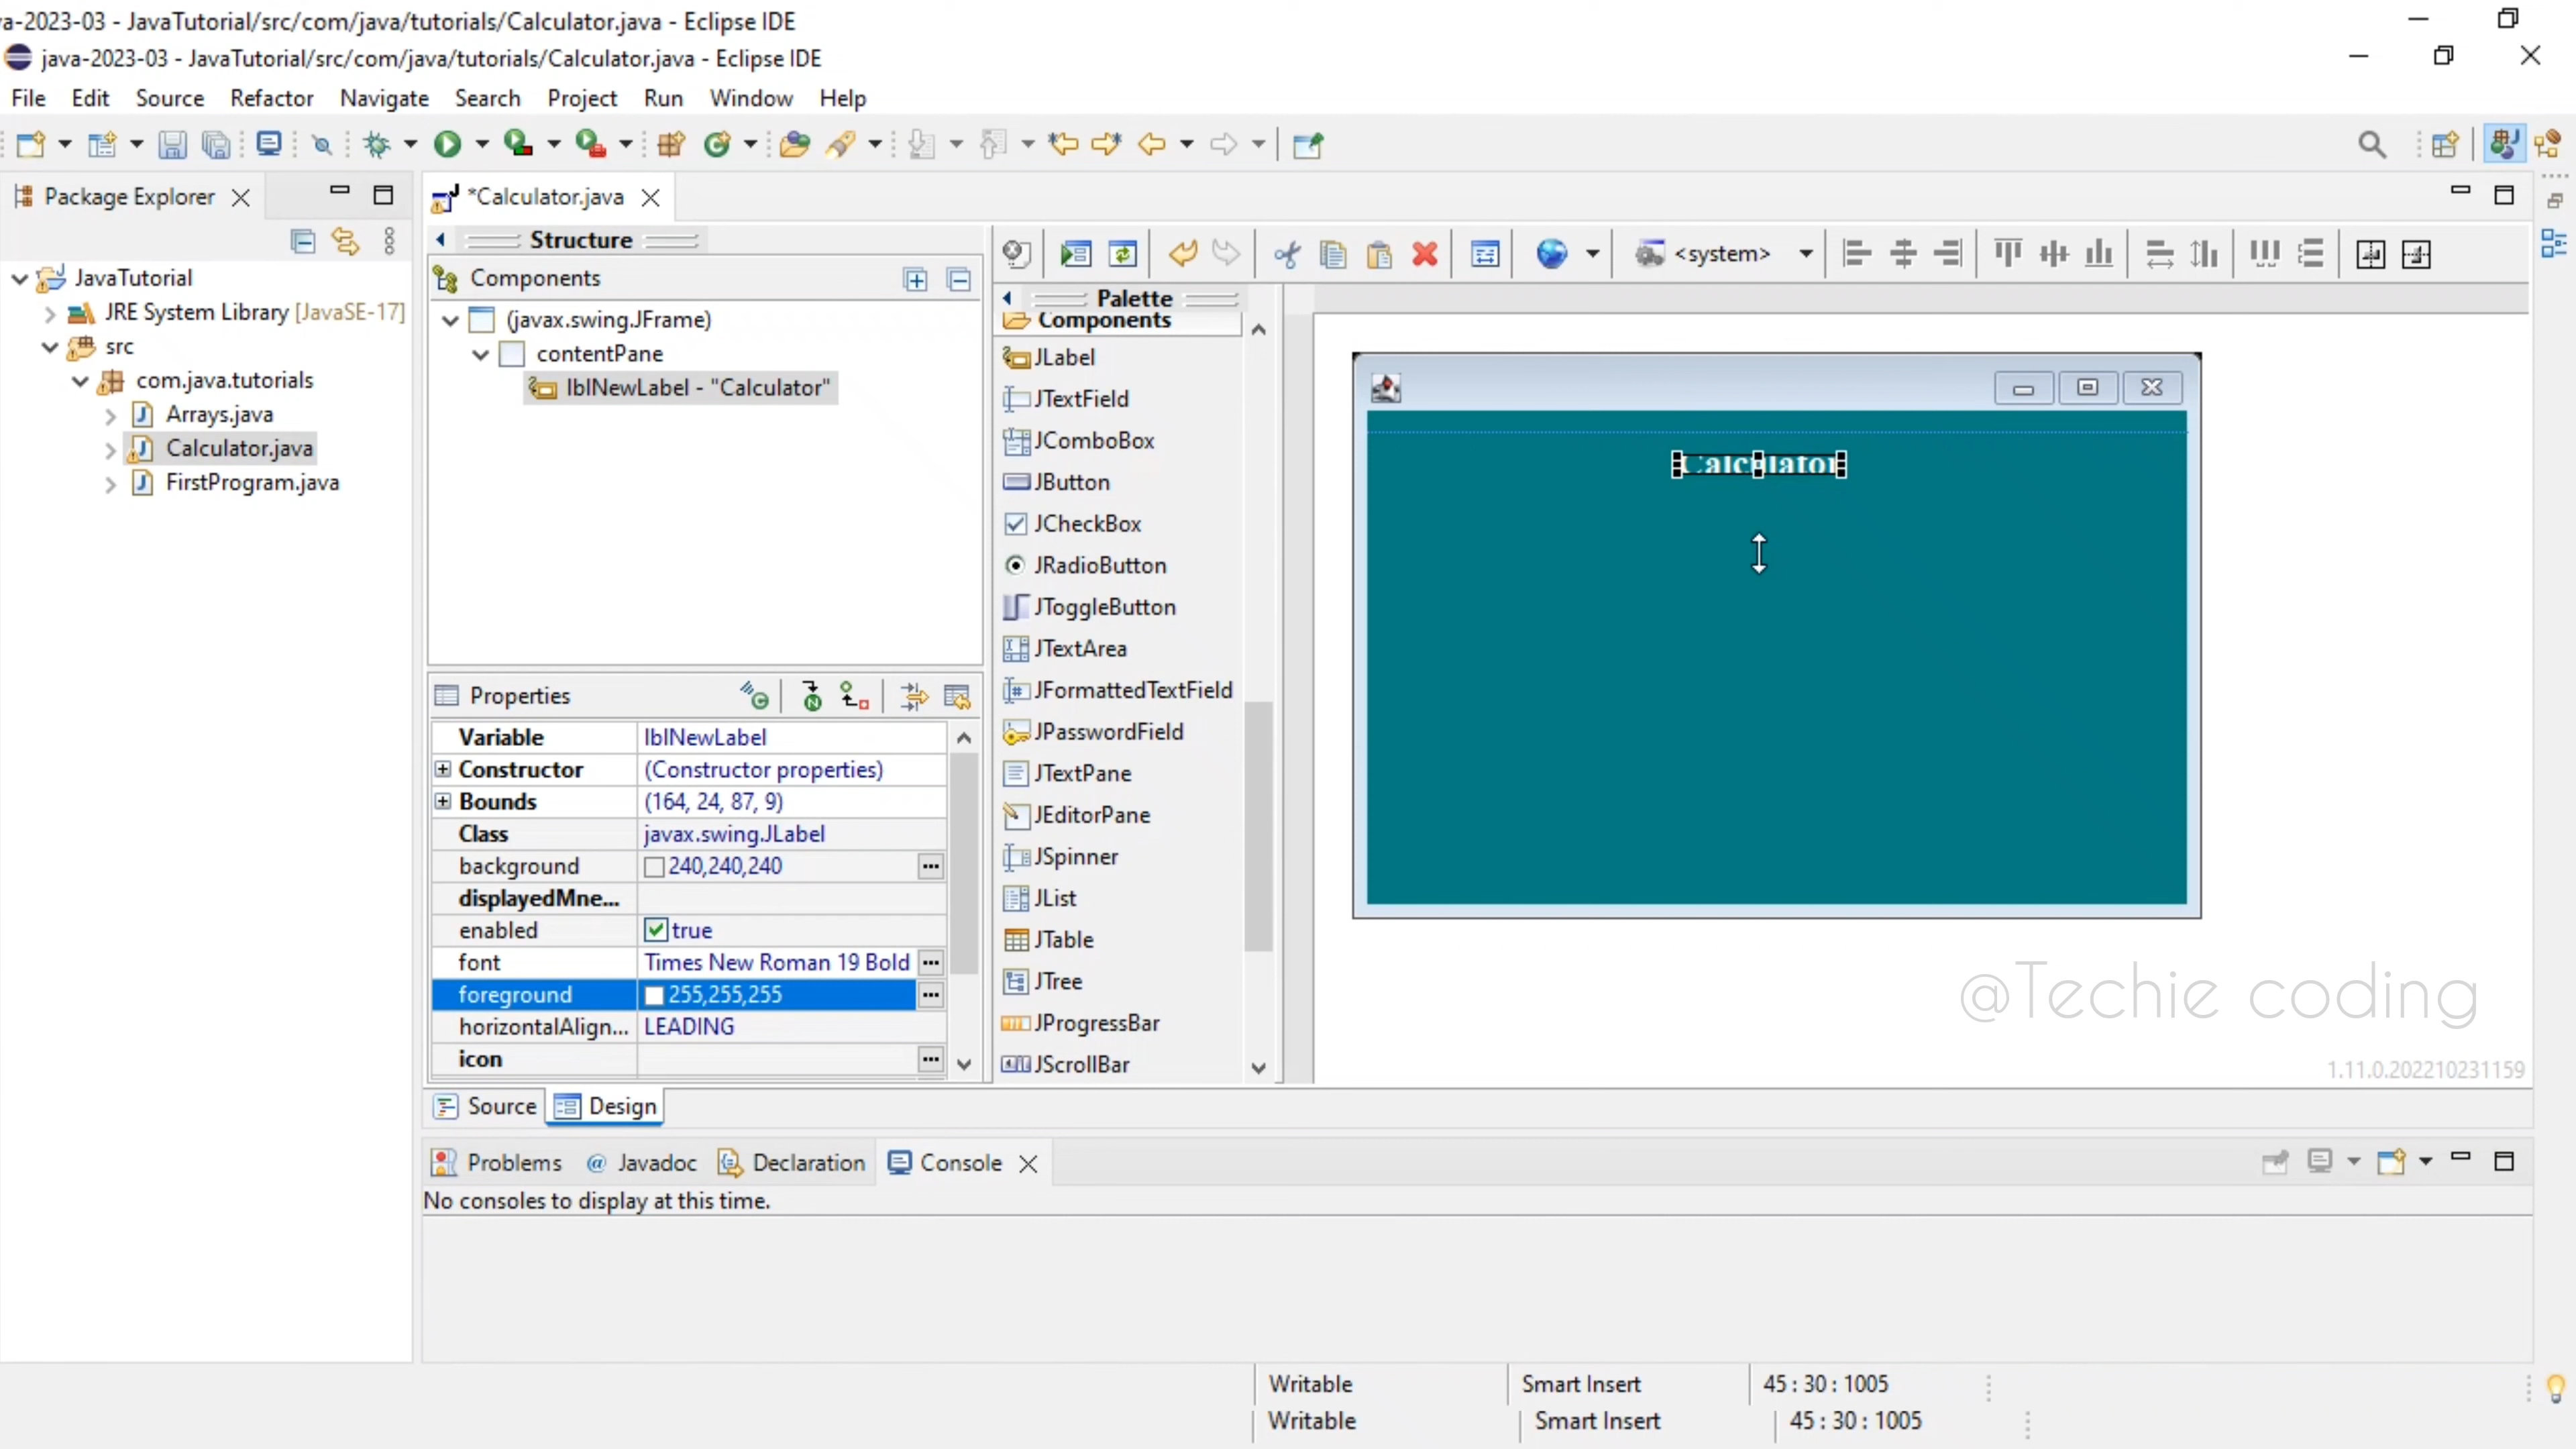 va-2023-03 - JavaTutorial/src/com/java/tutorials/Calculator.java - Eclipse IDE
java-2023-03 - JavaTutorial/src/com/java/tutorials/Calculator.java - Eclipse IDE
File Edit Source Refactor Navigate Search Project Run Window Help
Package Explorer
JavaTutorial
JRE System Library [JavaSE-17]
src
com.java.tutorials
Arrays.java
Calculator.java
FirstProgram.java
*Calculator.java
Structure
Components
(javax.swing.JFrame)
contentPane
lblNewLabel - "Calculator"
Properties
Variable lblNewLabel
Constructor (Constructor properties)
Bounds (164, 24, 87, 9)
Class javax.swing.JLabel
background 240,240,240
displayedMne...
enabled true
font Times New Roman 19 Bold
foreground 255,255,255
horizontalAlign... LEADING
icon
<system>
Palette
Components
JLabel
JTextField
JComboBox
JButton
JCheckBox
JRadioButton
JToggleButton
JTextArea
JFormattedTextField
JPasswordField
JTextPane
JEditorPane
JSpinner
JList
JTable
JTree
JProgressBar
JScrollBar
Calculator
@Techie coding
1.11.0.202210231159
Source Design
Problems Javadoc Declaration Console
No consoles to display at this time.
Writable Smart Insert 45 : 30 : 1005
Writable Smart Insert 45 : 30 : 1005